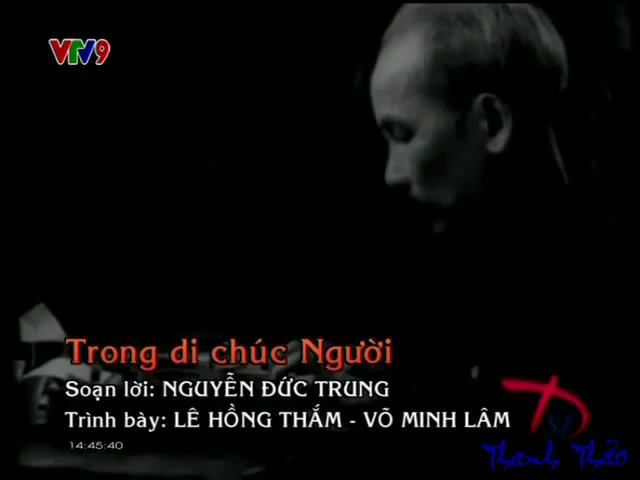 VTV9
Trong di chúc Người
Soạn lời: NGUYỄN ĐỨC TRUNG
Trình bày: LÊ HỒNG THẮM - VÕ MINH LÂM
14:45:40
Thanh Thảo